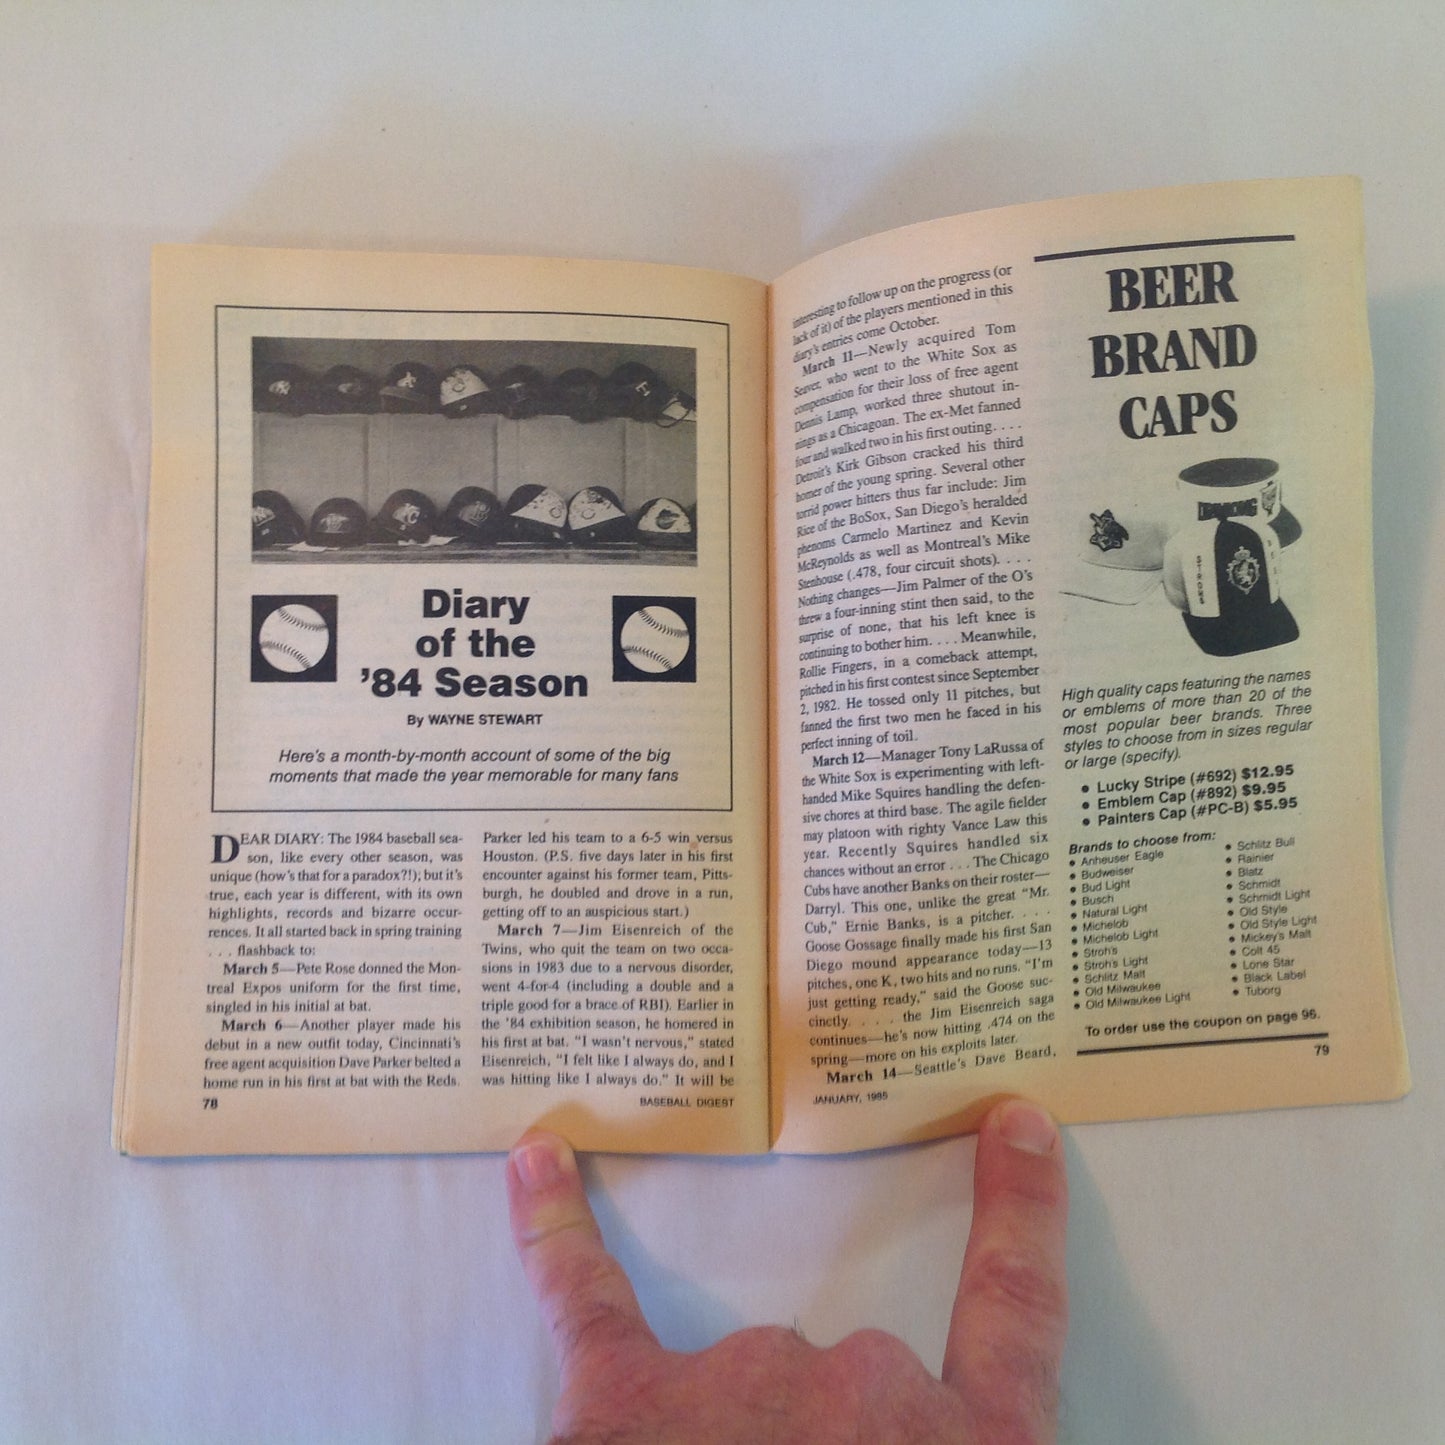 Diary
of the
'84 Season
By WAYNE STEWART
Here's a month-by-month account of some of the big
moments that made the year memorable for many fans
DEAR DIARY: The 1984 baseball sea-
son, like every other season, was
unique (how's that for a paradox?!); but it's
true, each year is different, with its own
highlights, records and bizarre occur-
rences. It all started back in spring training
. . . flashback to:
March 5—Pete Rose donned the Mon-
treal Expos uniform for the first time,
singled in his initial at bat.
March 6—Another player made his
debut in a new outfit today, Cincinnati's
free agent acquisition Dave Parker belted a
home run in his first at bat with the Reds.
Parker led his team to a 6-5 win versus
Houston. (P.S. five days later in his first
encounter against his former team, Pitts-
burgh, he doubled and drove in a run,
getting off to an auspicious start.)
March 7—Jim Eisenreich of the
Twins, who quit the team on two occa-
sions in 1983 due to a nervous disorder,
went 4-for-4 (including a double and a
triple good for a brace of RBI). Earlier in
the '84 exhibition season, he homered in
his first at bat. "I wasn't nervous," stated
Eisenreich, "I felt like I always do, and I
was hitting like I always do." It will be
78
BASEBALL DIGEST
interesting to follow up on the progress (or
lack of it) of the players mentioned in this
diary's entries come October.
March 11—Newly acquired Tom
Seaver, who went to the White Sox as
compensation for their loss of free agent
Dennis Lamp, worked three shutout in-
nings as a Chicagoan. The ex-Met fanned
four and walked two in his first outing. . . .
Detroit's Kirk Gibson cracked his third
homer of the young spring. Several other
torrid power hitters thus far include: Jim
Rice of the BoSox, San Diego's heralded
phenoms Carmelo Martinez and Kevin
McReynolds as well as Montreal's Mike
Stenhouse (.478, four circuit shots). . . .
Nothing changes—Jim Palmer of the O's
threw a four-inning stint then said, to the
surprise of none, that his left knee is
continuing to bother him. . . . Meanwhile,
Rollie Fingers, in a comeback attempt,
pitched in his first contest since September
2, 1982. He tossed only 11 pitches, but
fanned the first two men he faced in his
perfect inning of toil.
March 12—Manager Tony LaRussa of
the White Sox is experimenting with left-
handed Mike Squires handling the defen-
sive chores at third base. The agile fielder
may platoon with righty Vance Law this
year. Recently Squires handled six
chances without an error . . . The Chicago
Cubs have another Banks on their roster—
Darryl. This one, unlike the great "Mr.
Cub," Ernie Banks, is a pitcher. . . .
Goose Gossage finally made his first San
Diego mound appearance today—13
pitches, one K, two hits and no runs. "I'm
just getting ready," said the Goose suc-
cinctly. . . . the Jim Eisenreich saga
continues—he's now hitting .474 on the
spring—more on his exploits later.
March 14—Seattle's Dave Beard,
JANUARY, 1985
BEER
BRAND
CAPS
STROHS
High quality caps featuring the names
or emblems of more than 20 of the
most popular beer brands. Three
styles to choose from in sizes regular
or large (specify).
• Lucky Stripe (#692) $12.95
• Emblem Cap (#892) $9.95
• Painters Cap (#PC-B) $5.95
Brands to choose from:
• Anheuser Eagle
• Budweiser
• Bud Light
• Busch
• Natural Light
• Michelob
• Michelob Light
• Stroh's
• Stroh's Light
• Schlitz Malt
• Old Milwaukee
• Old Milwaukee Light
• Schlitz Bull
• Rainier
• Blatz
• Schmidt
• Schmidt Light
• Old Style
• Old Style Light
• Mickey's Malt
• Colt 45
• Lone Star
• Black Label
• Tuborg
To order use the coupon on page 96.
79